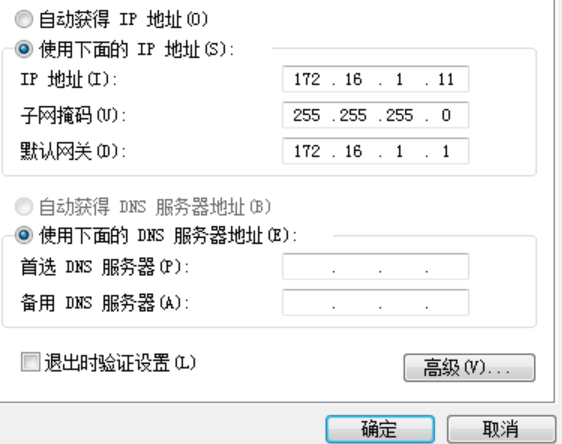 自动获得 IP 地址(O)
使用下面的 IP 地址(S):
IP 地址(I): 172 . 16 . 1 . 11
子网掩码(U): 255 .255 .255 . 0
默认网关(D): 172 . 16 . 1 . 1
自动获得 DNS 服务器地址(B)
使用下面的 DNS 服务器地址(E):
首选 DNS 服务器(P): . . .
备用 DNS 服务器(A): . . .
退出时验证设置(L)
高级(V)...
确定 取消